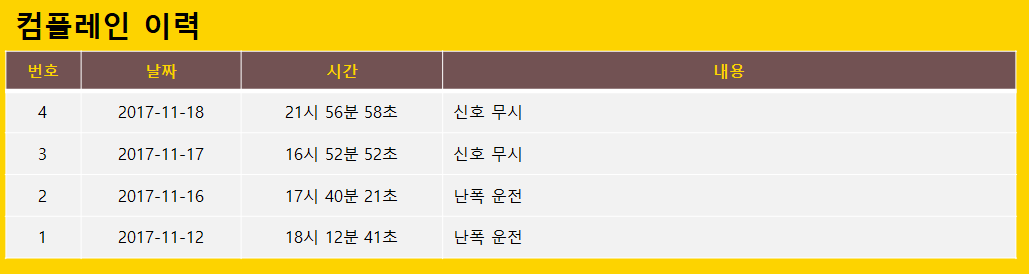 컴플레인 이력
번호 날짜 시간 내용
4 2017-11-18 21시 56분 58초 신호 무시
3 2017-11-17 16시 52분 52초 신호 무시
2 2017-11-16 17시 40분 21초 난폭 운전
1 2017-11-12 18시 12분 41초 난폭 운전